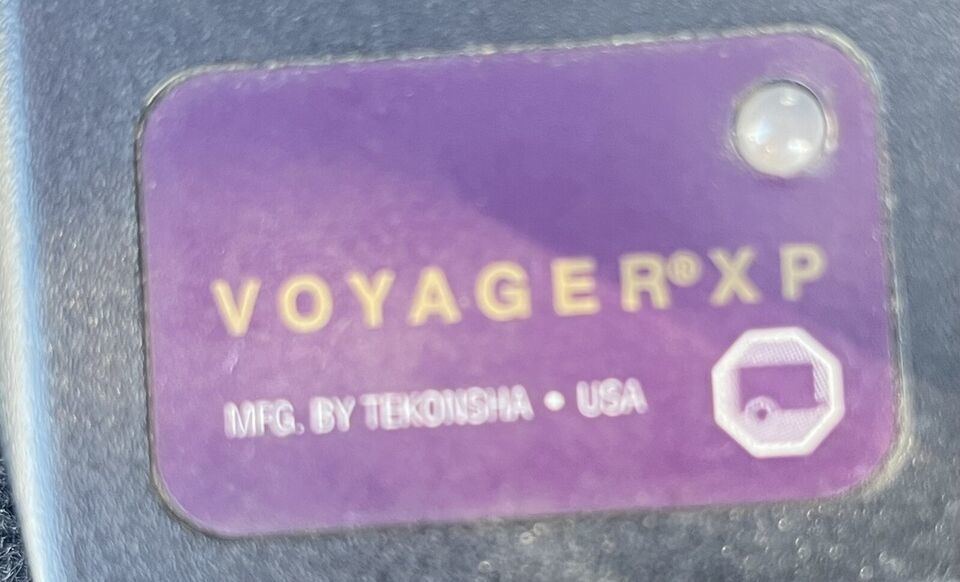 VOYAGER® XP
MFG. BY TEKONSHA • USA